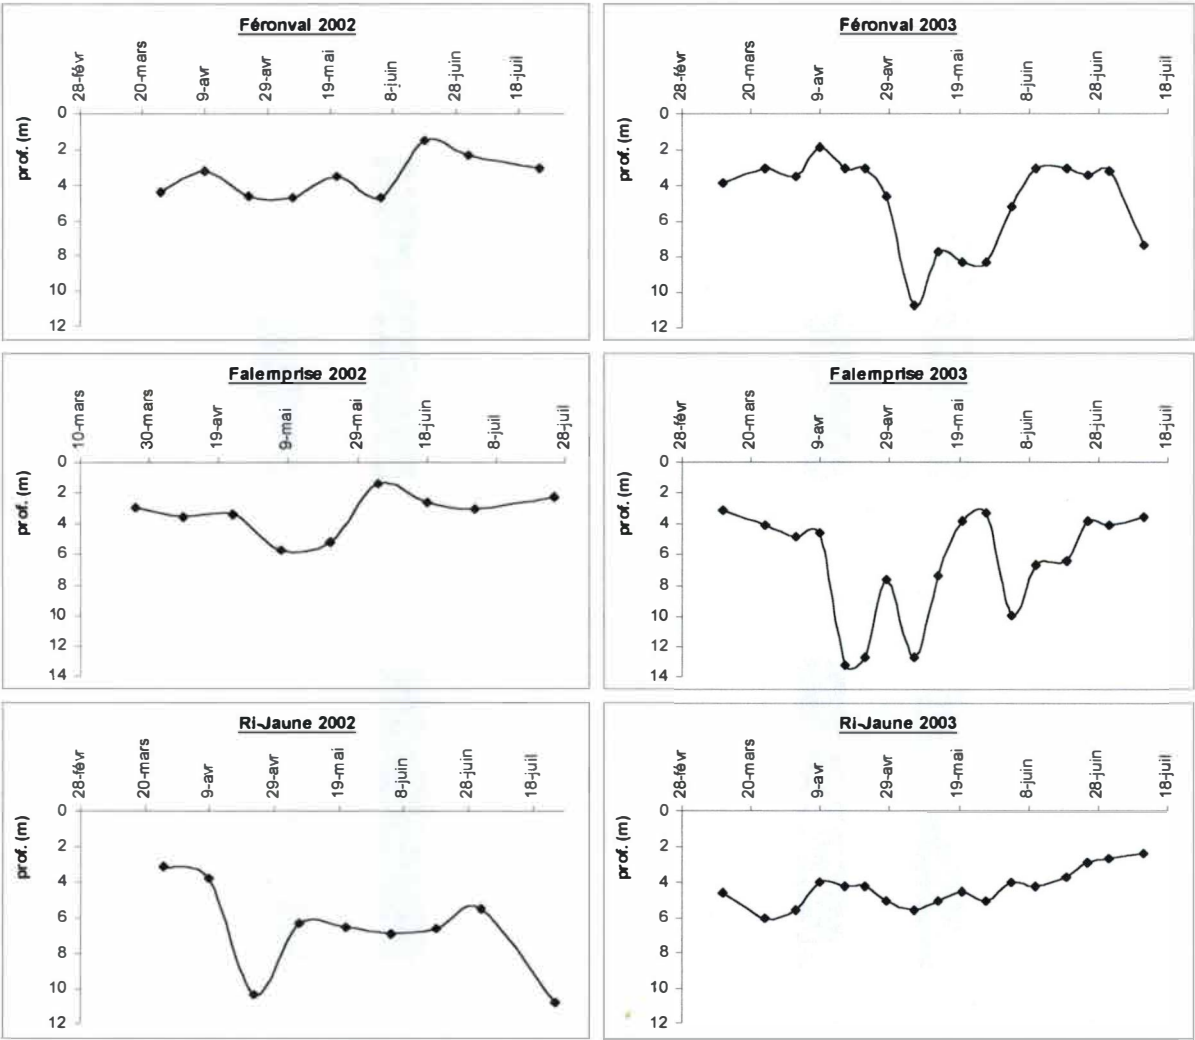 Féronval 2002
28-févr 20-mars 9-avr 29-avr 19-mai 8-juin 28-juin 18-juil
prof. (m)
0
2
4
6
8
10
12
Féronval 2003
28-févr 20-mars 9-avr 29-avr 19-mai 8-juin 28-juin 18-juil
prof. (m)
0
2
4
6
8
10
12
Falemprise 2002
10-mars 30-mars 19-avr 9-mai 29-mai 18-juin 8-juil 28-juil
prof. (m)
0
2
4
6
8
10
12
14
Falemprise 2003
28-févr 20-mars 9-avr 29-avr 19-mai 8-juin 28-juin 18-juil
prof. (m)
0
2
4
6
8
10
12
14
Ri-Jaune 2002
28-févr 20-mars 9-avr 29-avr 19-mai 8-juin 28-juin 18-juil
prof. (m)
0
2
4
6
8
10
12
Ri-Jaune 2003
28-févr 20-mars 9-avr 29-avr 19-mai 8-juin 28-juin 18-juil
prof. (m)
0
2
4
6
8
10
12